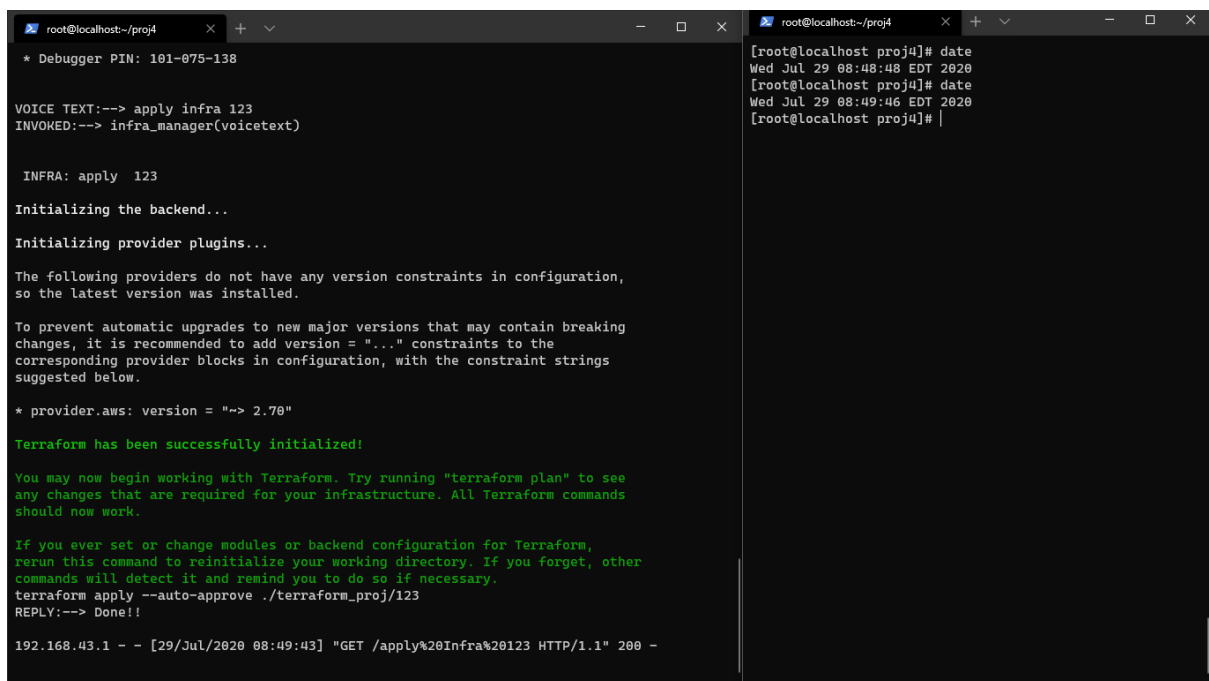 root@localhost:~/proj4
* Debugger PIN: 101-075-138
VOICE TEXT:--> apply infra 123
INVOKED:--> infra_manager(voicetext)
INFRA: apply  123
Initializing the backend...
Initializing provider plugins...
The following providers do not have any version constraints in configuration,
so the latest version was installed.
To prevent automatic upgrades to new major versions that may contain breaking
changes, it is recommended to add version = "..." constraints to the
corresponding provider blocks in configuration, with the constraint strings
suggested below.
* provider.aws: version = "~> 2.70"
Terraform has been successfully initialized!
You may now begin working with Terraform. Try running "terraform plan" to see
any changes that are required for your infrastructure. All Terraform commands
should now work.
If you ever set or change modules or backend configuration for Terraform,
rerun this command to reinitialize your working directory. If you forget, other
commands will detect it and remind you to do so if necessary.
terraform apply --auto-approve ./terraform_proj/123
REPLY:--> Done!!
192.168.43.1 - - [29/Jul/2020 08:49:43] "GET /apply%20Infra%20123 HTTP/1.1" 200 -
root@localhost:~/proj4
[root@localhost proj4]# date
Wed Jul 29 08:48:48 EDT 2020
[root@localhost proj4]# date
Wed Jul 29 08:49:46 EDT 2020
[root@localhost proj4]#